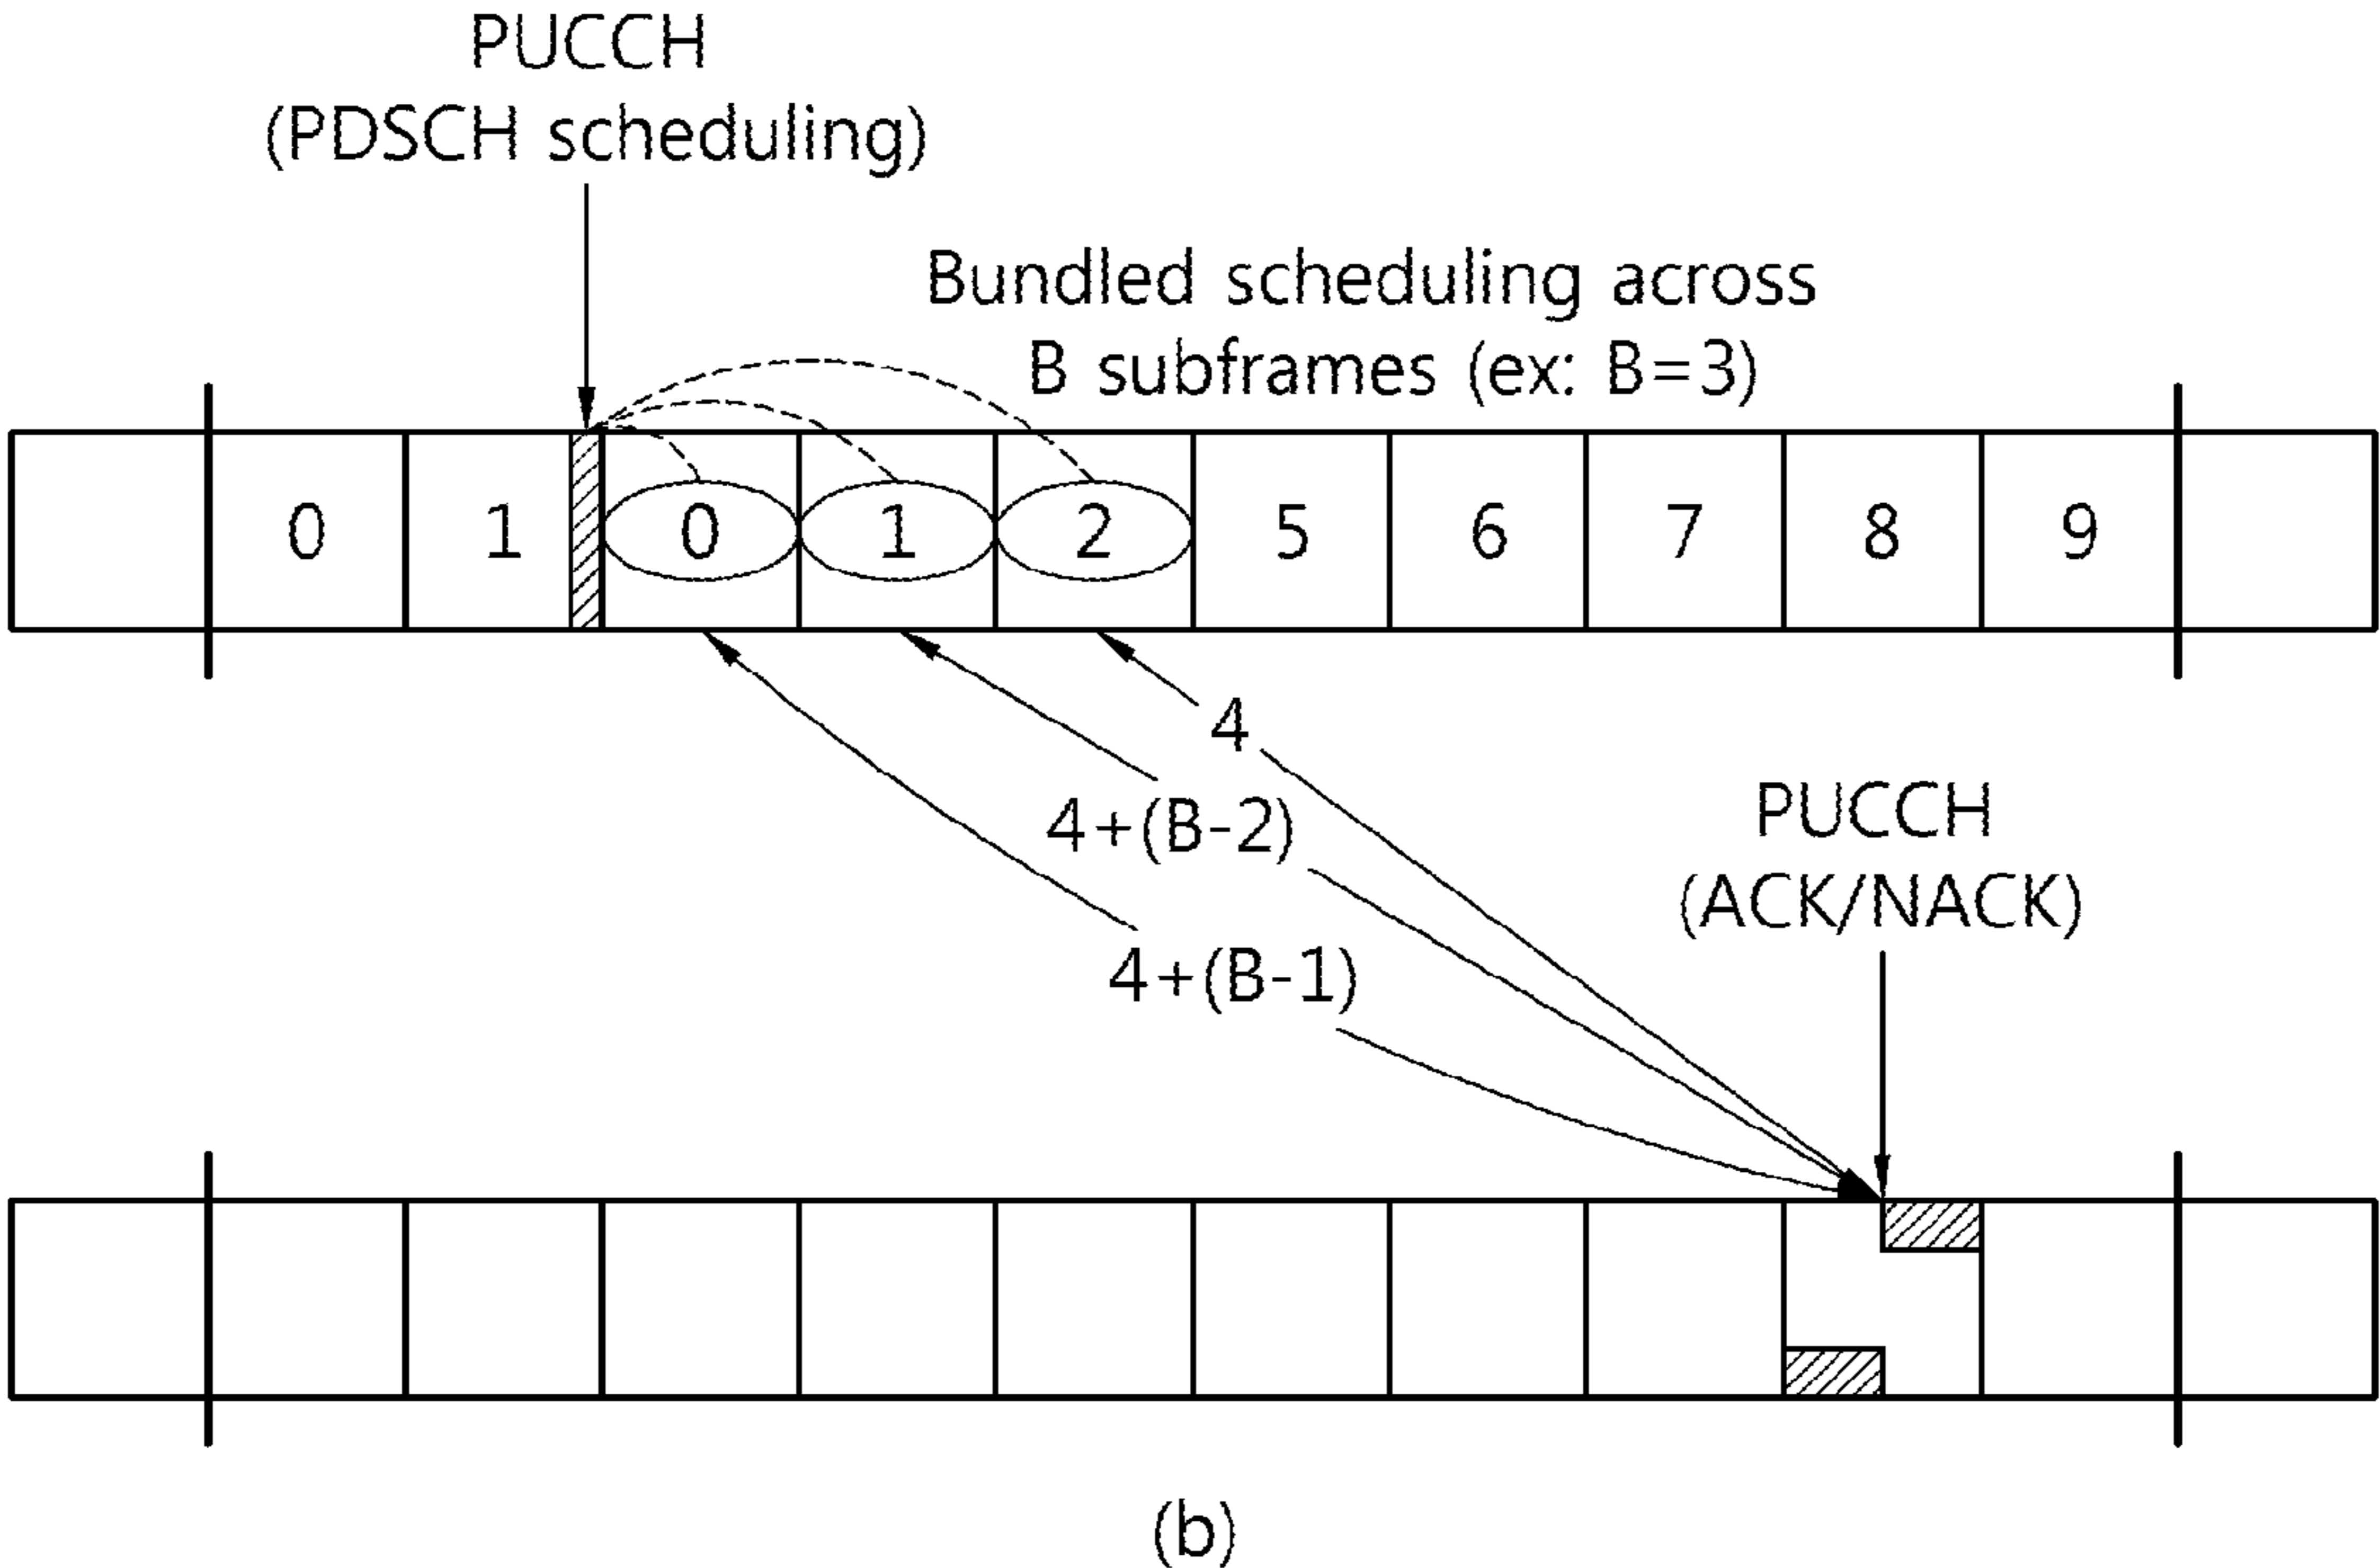 PUCCH
(PDSCH scheduling)
Bundled scheduling across
B subframes (ex: B=3)
0 1 0 1 2 5 6 7 8 9
4
4+(B-2)
4+(B-1)
PUCCH
(ACK/NACK)
(b)